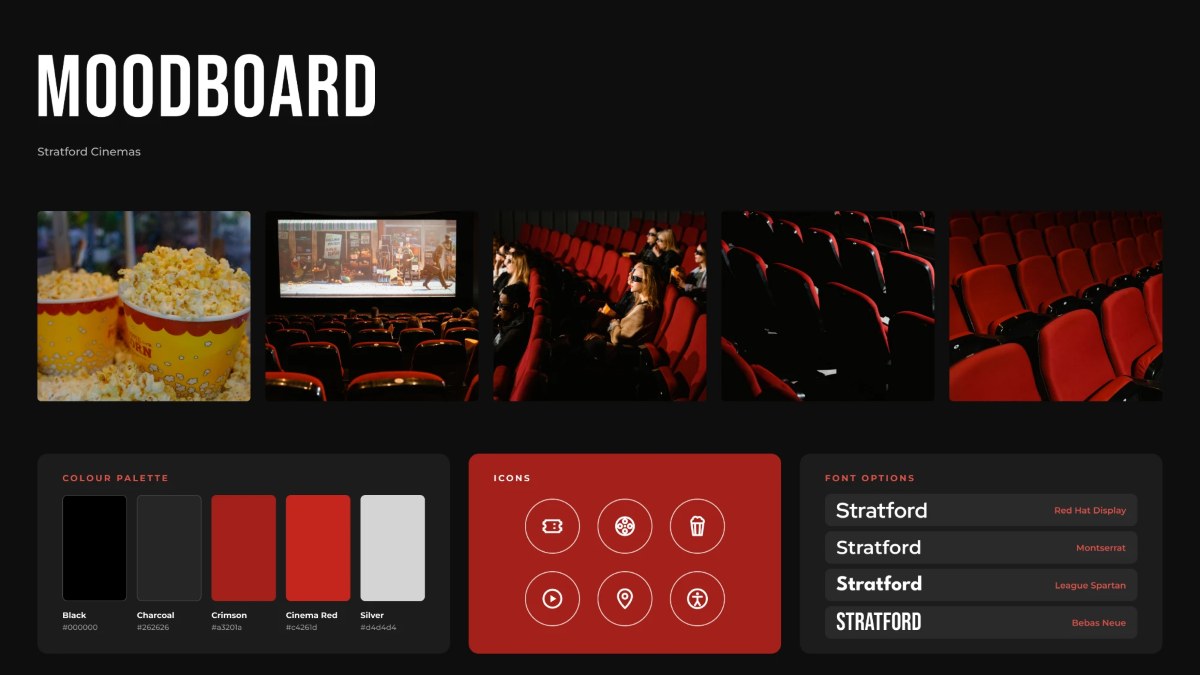 MOODBOARD
Stratford Cinemas
COLOUR PALETTE
Black
#000000
Charcoal
#262626
Crimson
#a3201a
Cinema Red
#c4261d
Silver
#d4d4d4
ICONS
FONT OPTIONS
Stratford Red Hat Display
Stratford Montserrat
Stratford League Spartan
STRATFORD Bebas Neue